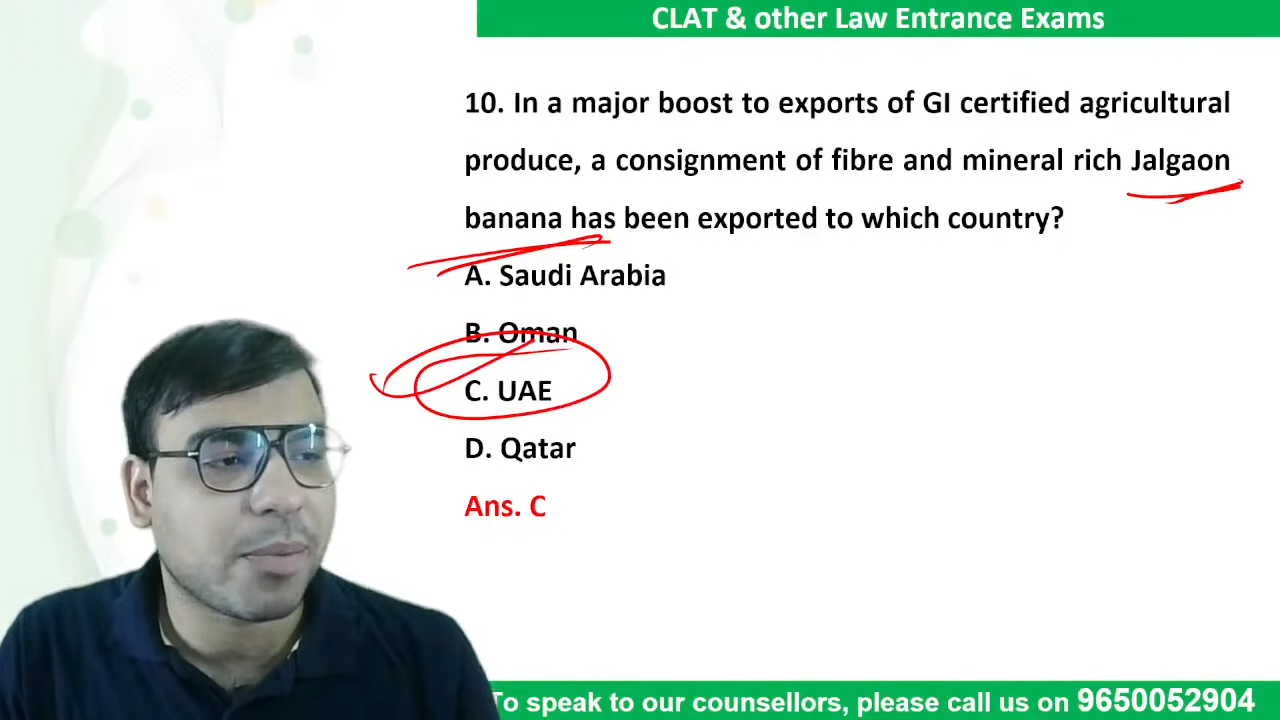 CLAT & other Law Entrance Exams
10. In a major boost to exports of GI certified agricultural
produce, a consignment of fibre and mineral rich Jalgaon
banana has been exported to which country?
A. Saudi Arabia
B. Oman
C. UAE
D. Qatar
Ans. C
To speak to our counsellors, please call us on 9650052904